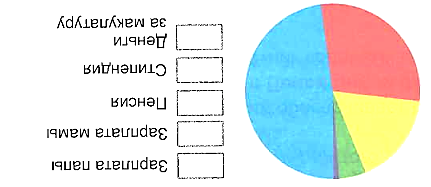 Зарплата папы
Зарплата мамы
Пенсия
Стипендия
Деньги
за макулатуру